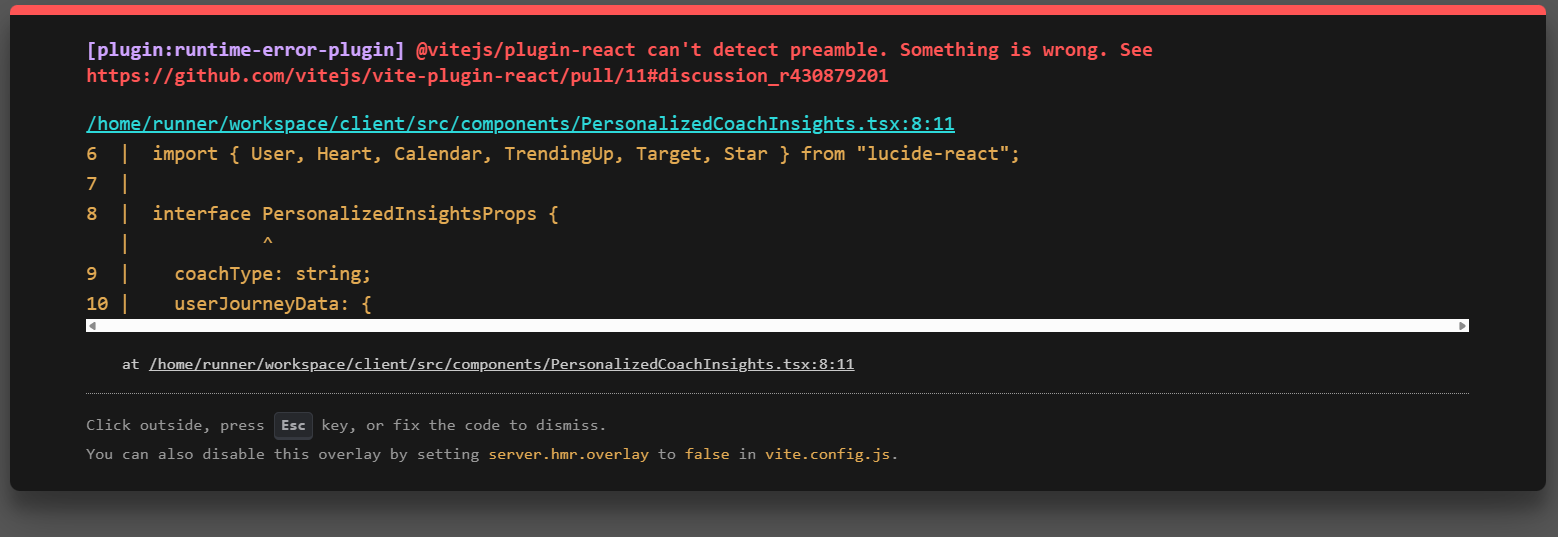 [plugin:runtime-error-plugin] @vitejs/plugin-react can't detect preamble. Something is wrong. See
https://github.com/vitejs/vite-plugin-react/pull/11#discussion_r430879201
/home/runner/workspace/client/src/components/PersonalizedCoachInsights.tsx:8:11
6  |  import { User, Heart, Calendar, TrendingUp, Target, Star } from "lucide-react";
7  |
8  |  interface PersonalizedInsightsProps {
   |            ^
9  |    coachType: string;
10 |    userJourneyData: {
at /home/runner/workspace/client/src/components/PersonalizedCoachInsights.tsx:8:11
Click outside, press Esc key, or fix the code to dismiss.
You can also disable this overlay by setting server.hmr.overlay to false in vite.config.js.